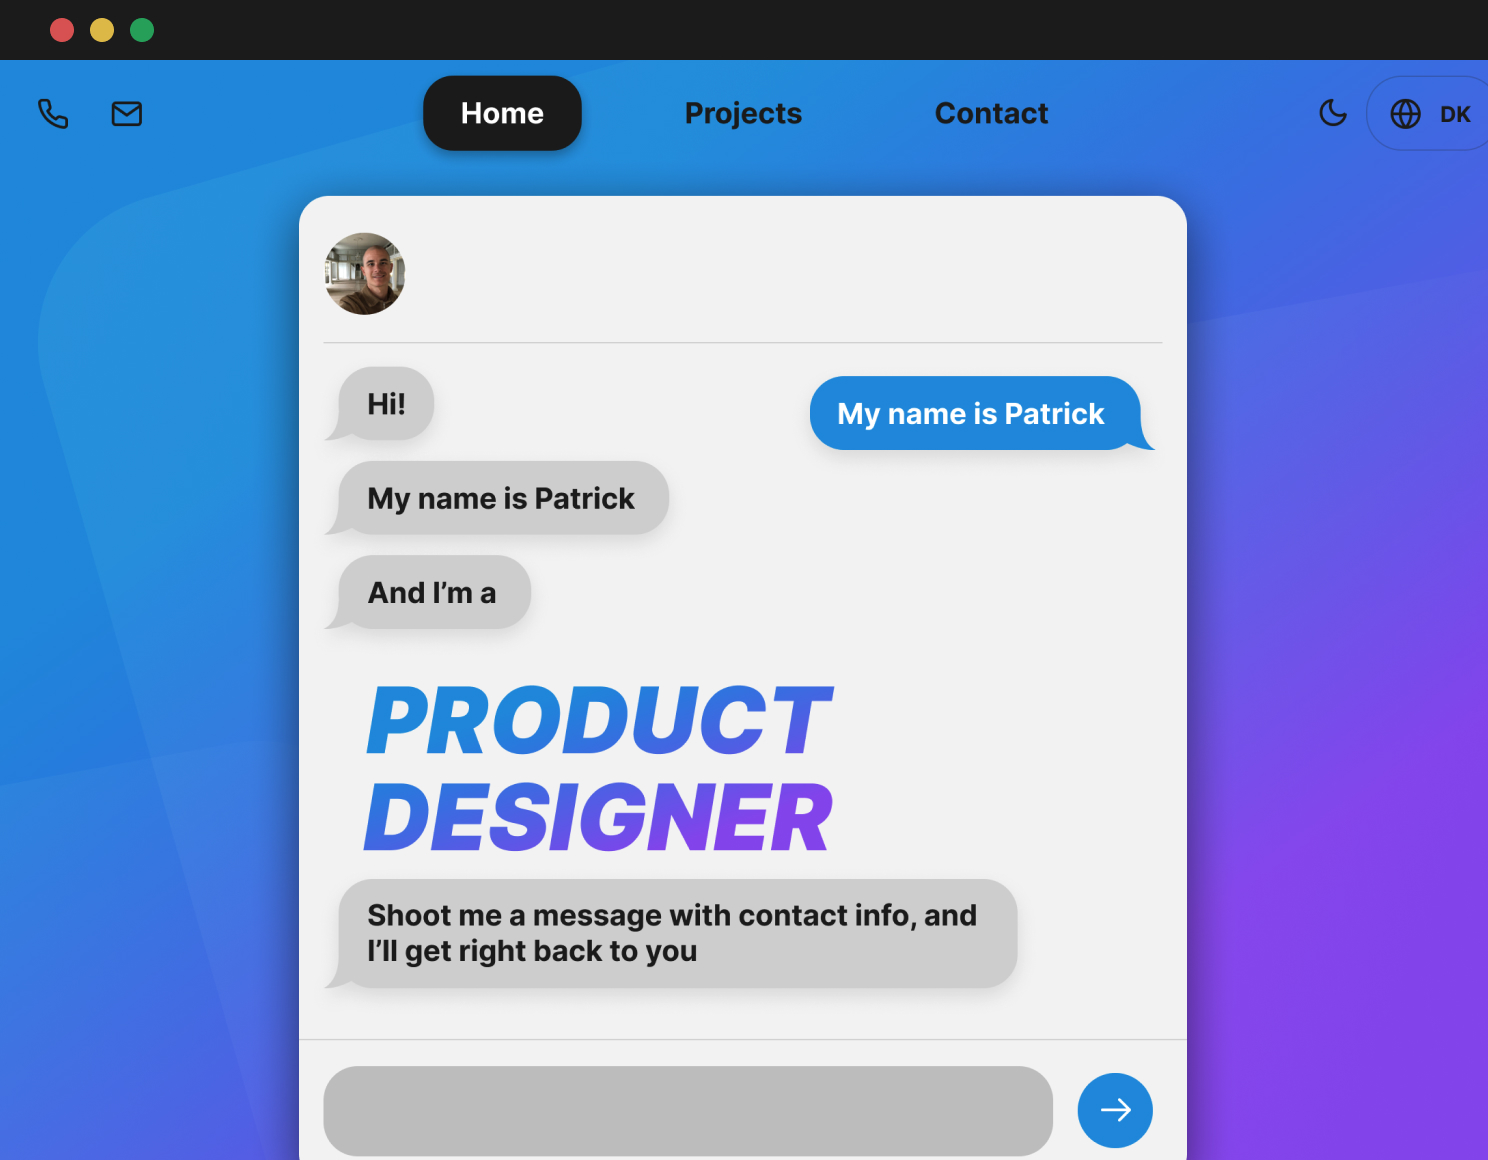 Home
Projects
Contact
DK
Hi!
My name is Patrick
My name is Patrick
And I’m a
PRODUCT
DESIGNER
Shoot me a message with contact info, and
I’ll get right back to you